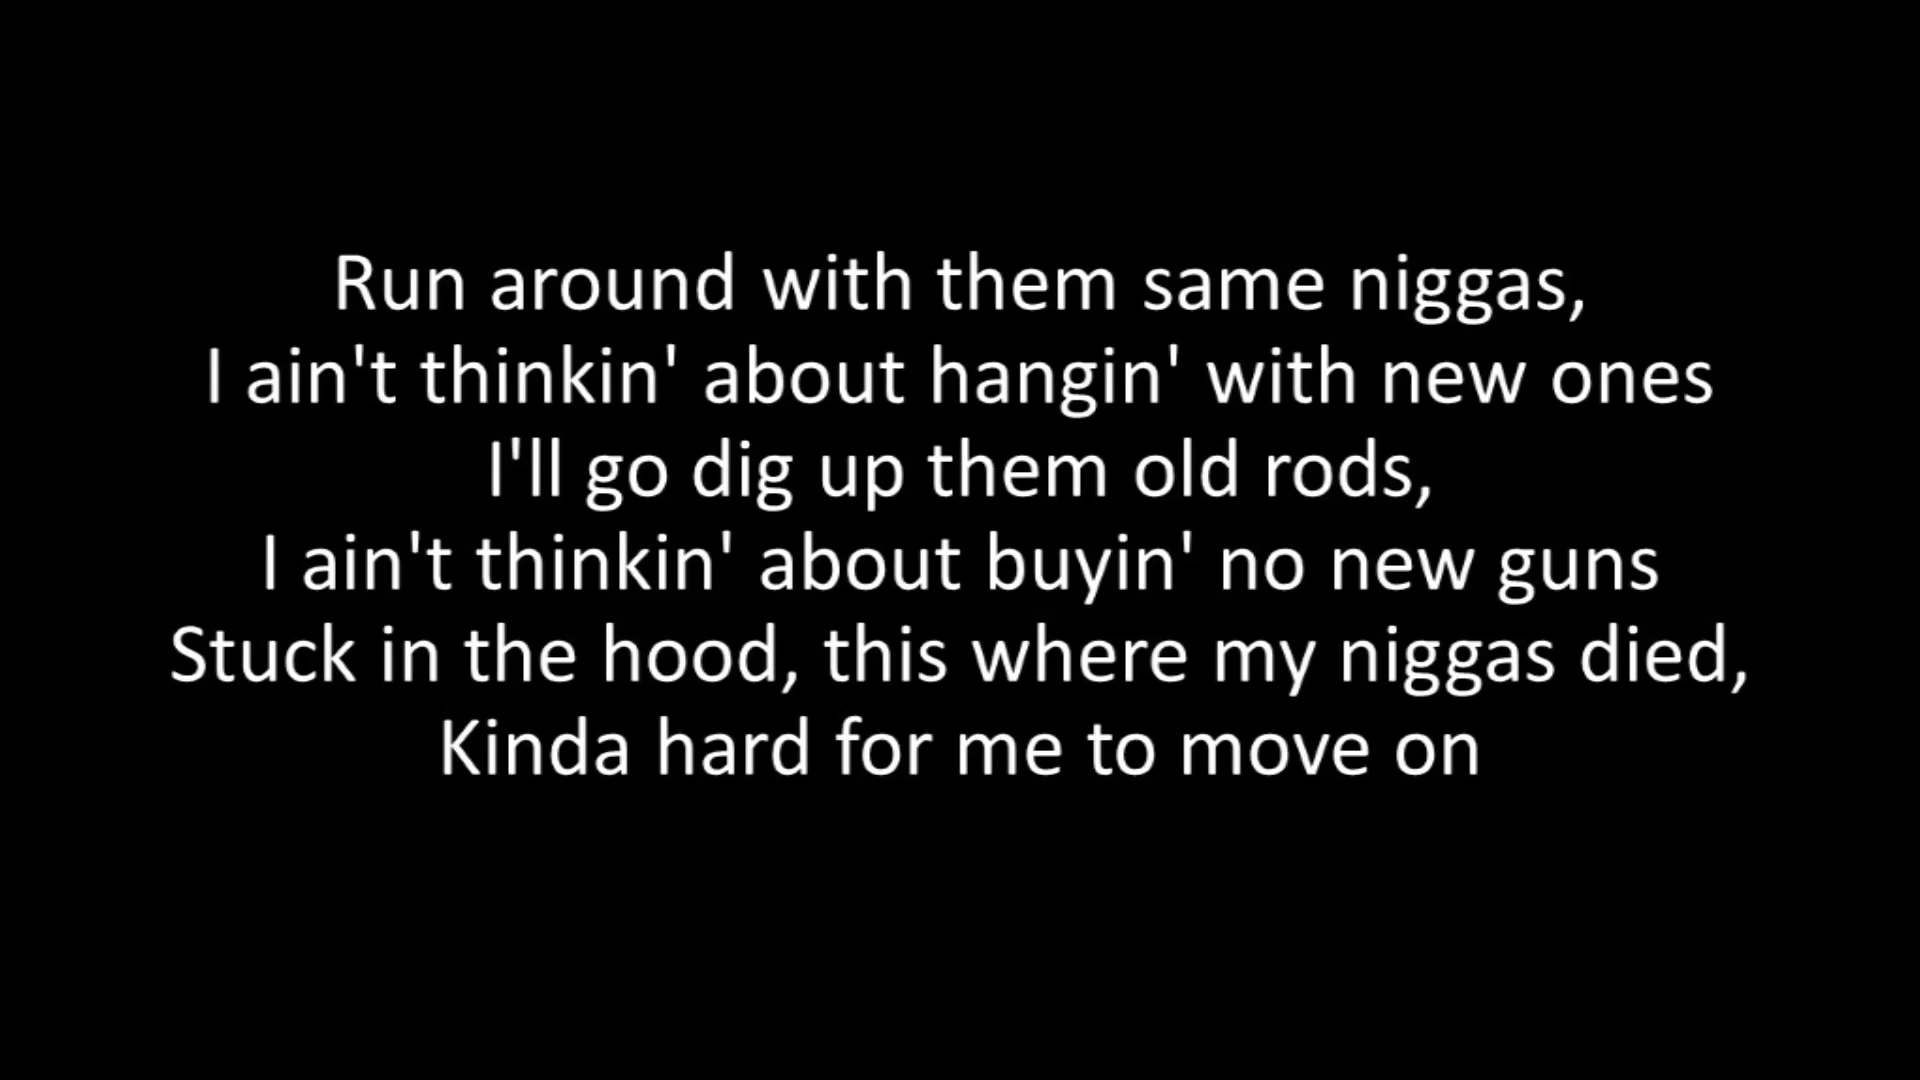 Run around with them same niggas,
I ain't thinkin' about hangin' with new ones
I'll go dig up them old rods,
I ain't thinkin' about buyin' no new guns
Stuck in the hood, this where my niggas died,
Kinda hard for me to move on